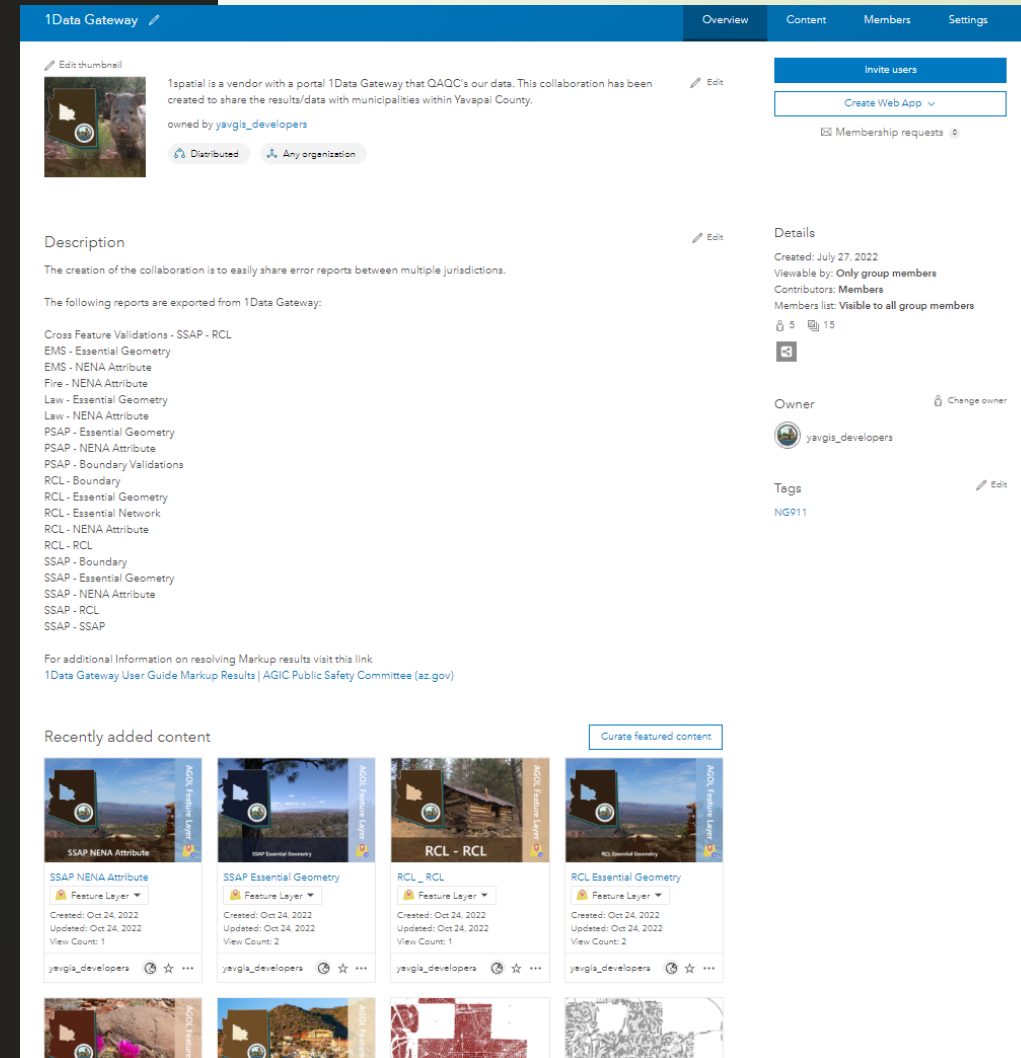 1Data Gateway
Overview Content Members Settings
Edit thumbnail
1spatial is a vendor with a portal 1Data Gateway that QAQC's our data. This collaboration has been
created to share the results/data with municipalities within Yavapai County.
Edit
owned by yavgis_developers
Distributed Any organization
Invite users
Create Web App
Membership requests 0
Description
Edit
The creation of the collaboration is to easily share error reports between multiple jurisdictions.
The following reports are exported from 1Data Gateway:
Cross Feature Validations - SSAP - RCL
EMS - Essential Geometry
EMS - NENA Attribute
Fire - NENA Attribute
Law - Essential Geometry
Law - NENA Attribute
PSAP - Essential Geometry
PSAP - NENA Attribute
PSAP - Boundary Validations
RCL - Boundary
RCL - Essential Geometry
RCL - Essential Network
RCL - NENA Attribute
RCL - RCL
SSAP - Boundary
SSAP - Essential Geometry
SSAP - NENA Attribute
SSAP - RCL
SSAP - SSAP
For additional Information on resolving Markup results visit this link
1Data Gateway User Guide Markup Results | AGIC Public Safety Committee (az.gov)
Details
Created: July 27, 2022
Viewable by: Only group members
Contributors: Members
Members list: Visible to all group members
5 15
Owner
Change owner
yavgis_developers
Tags
Edit
NG911
Recently added content
Curate featured content
AGOL Feature Layer
SSAP NENA Attribute
SSAP NENA Attribute
Feature Layer
Created: Oct 24, 2022
Updated: Oct 24, 2022
View Count: 1
yavgis_developers
AGOL Feature Layer
SSAP Essential Geometry
SSAP Essential Geometry
Feature Layer
Created: Oct 24, 2022
Updated: Oct 24, 2022
View Count: 2
yavgis_developers
AGOL Feature Layer
RCL - RCL
RCL_ RCL
Feature Layer
Created: Oct 24, 2022
Updated: Oct 24, 2022
View Count: 1
yavgis_developers
AGOL Feature Layer
RCL Essential Geometry
RCL Essential Geometry
Feature Layer
Created: Oct 24, 2022
Updated: Oct 24, 2022
View Count: 2
yavgis_developers
AGOL Feature
AGOL Feature